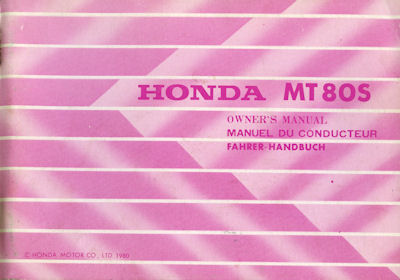 HONDA MT80S
OWNER'S MANUAL
MANUEL DU CONDUCTEUR
FAHRER-HANDBUCH
© HONDA MOTOR CO., LTD 1980